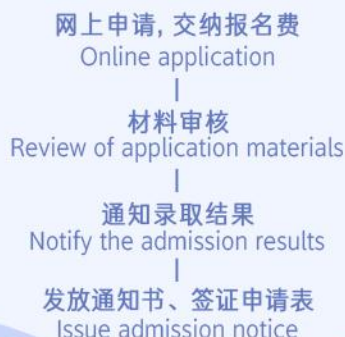 网上申请, 交纳报名费
Online application
材料审核
Review of application materials
通知录取结果
Notify the admission results
发放通知书、签证申请表
Issue admission notice